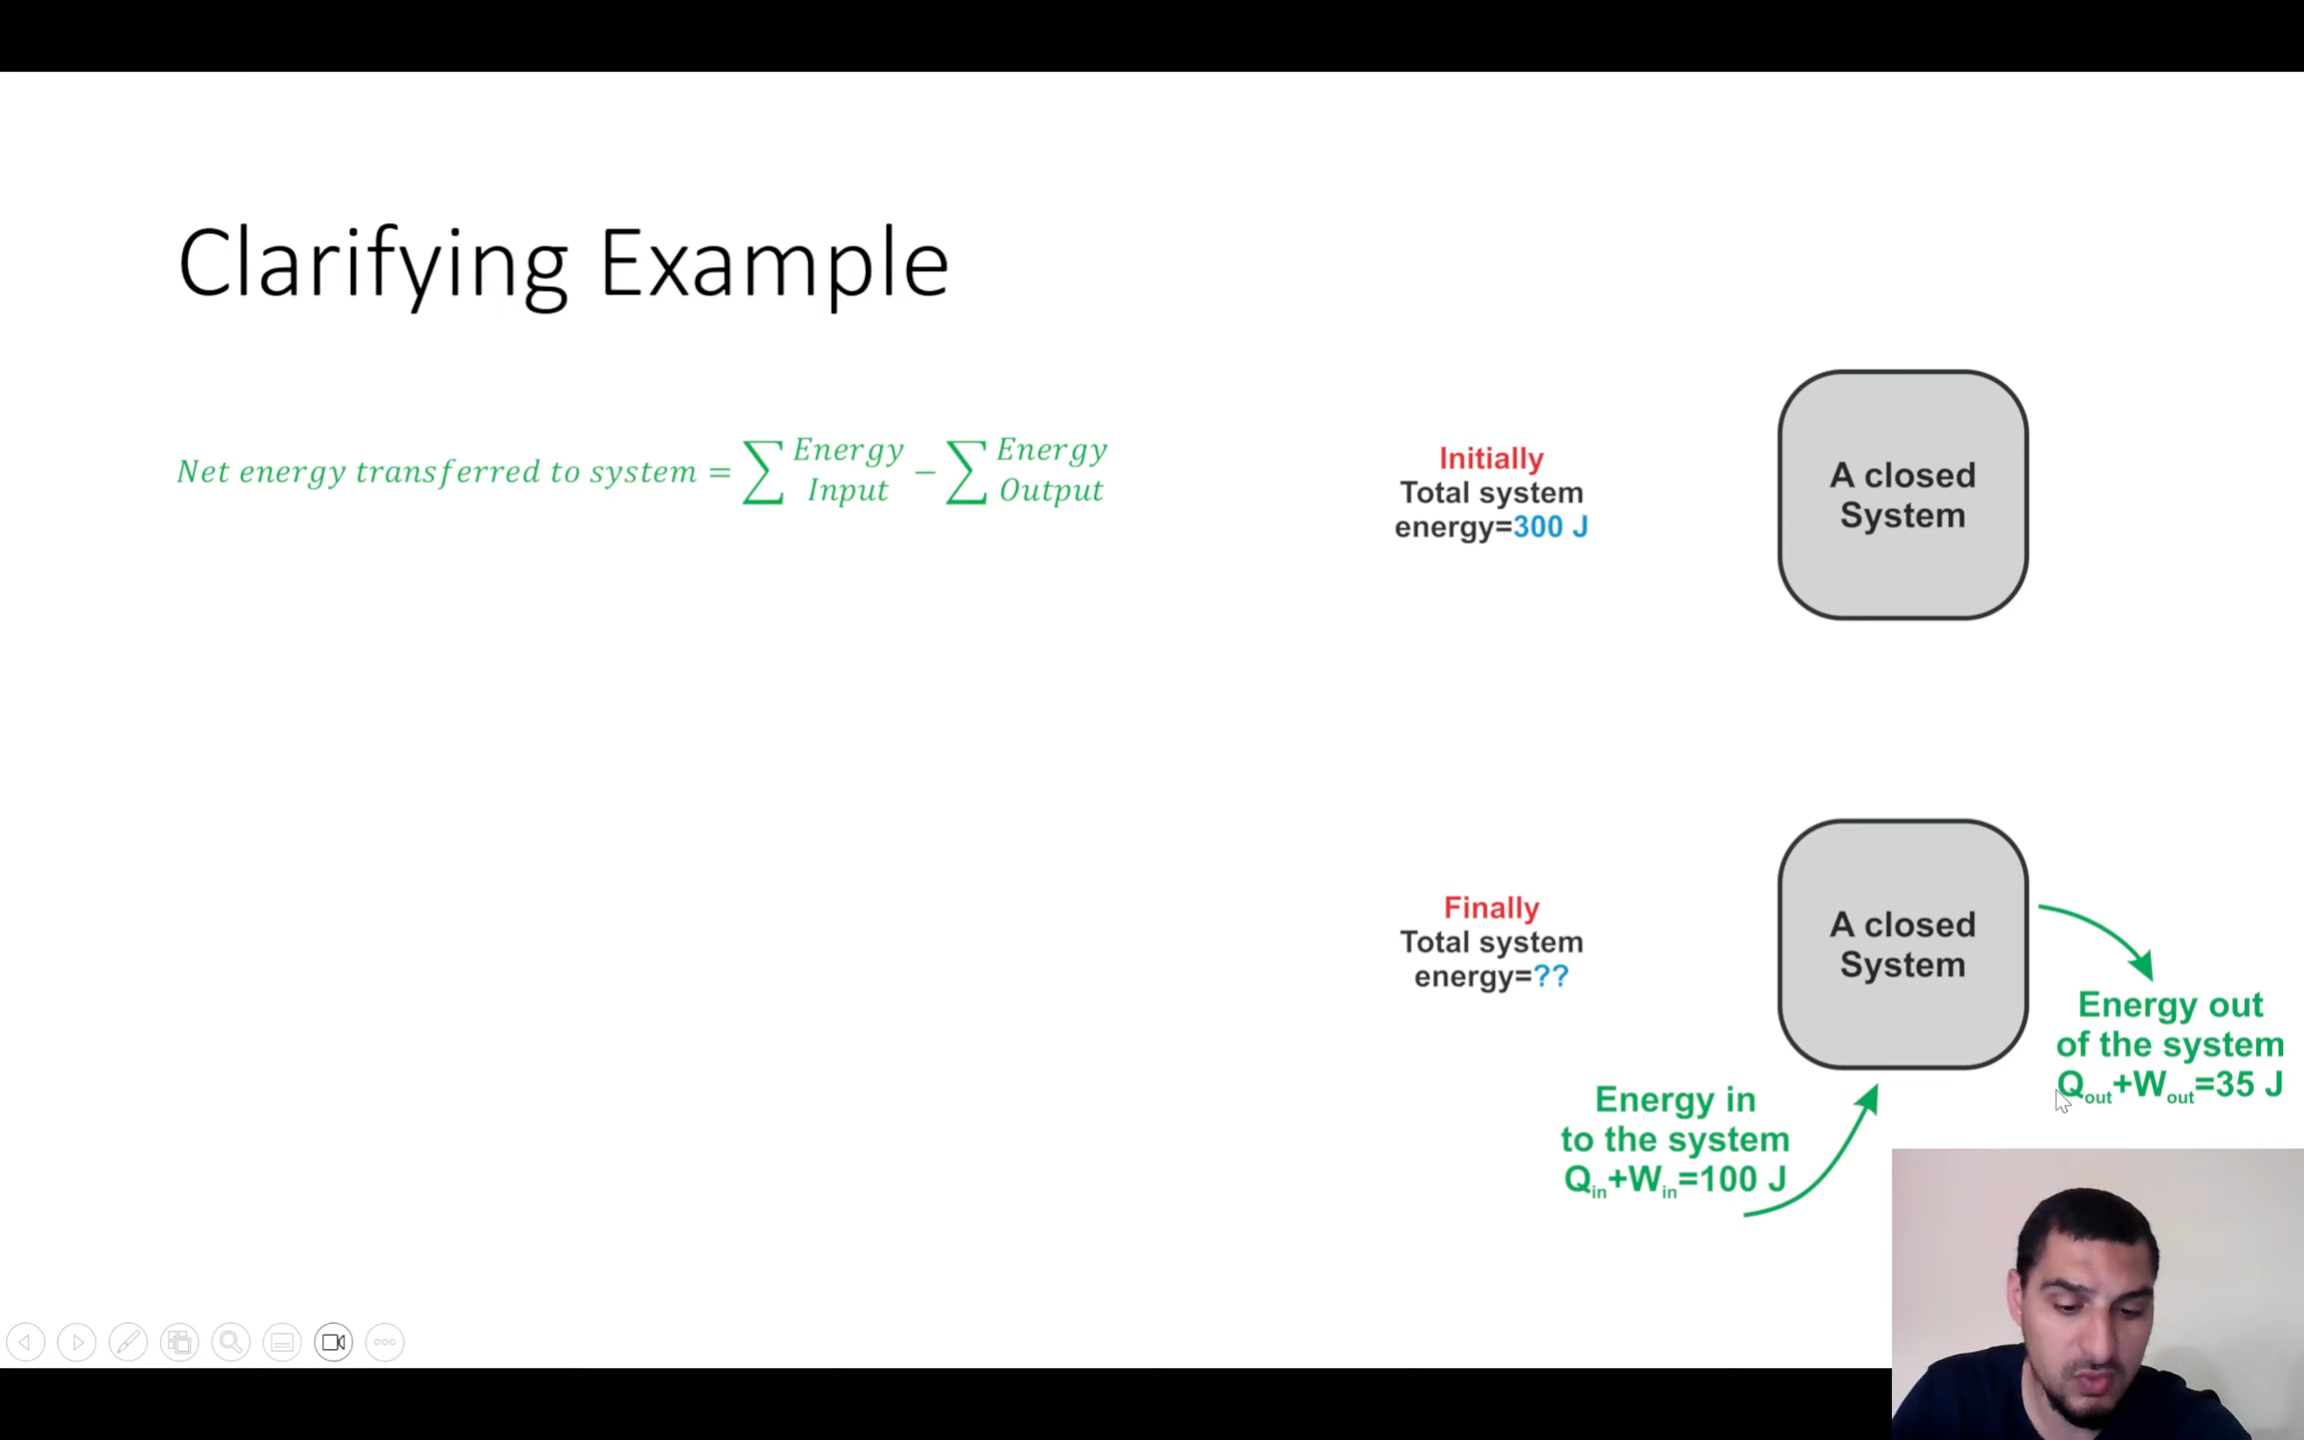 Clarifying Example
Net energy transferred to system = ∑ Energy Input − ∑ Energy Output
Initially
Total system
energy=300 J
A closed
System
Finally
Total system
energy=??
A closed
System
Energy out
of the system
Qout+Wout=35 J
Energy in
to the system
Qin+Win=100 J